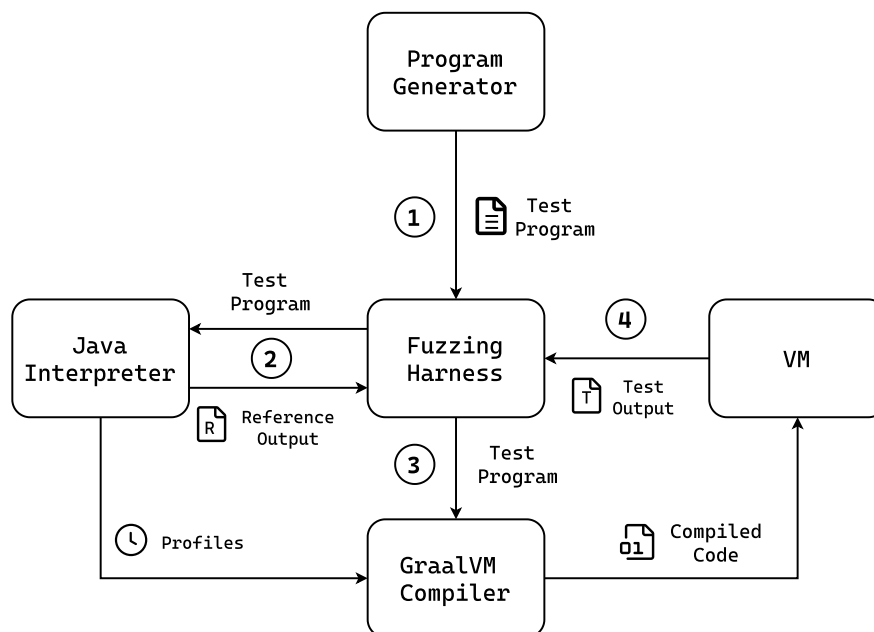 Program
Generator
1
Test
Program
Test
Program
Java
Interpreter
2
Fuzzing
Harness
4
VM
R
Reference
Output
T
Test
Output
3
Test
Program
Profiles
GraalVM
Compiler
01
Compiled
Code